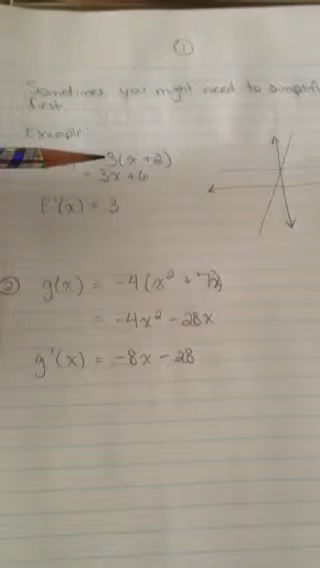 1
Sometimes you might need to simplify
first.
Example
3(x + 2)
= 3x + 6
f'(x) = 3
2 g(x) = -4(x² + 7x)
= -4x² - 28x
g'(x) = -8x - 28